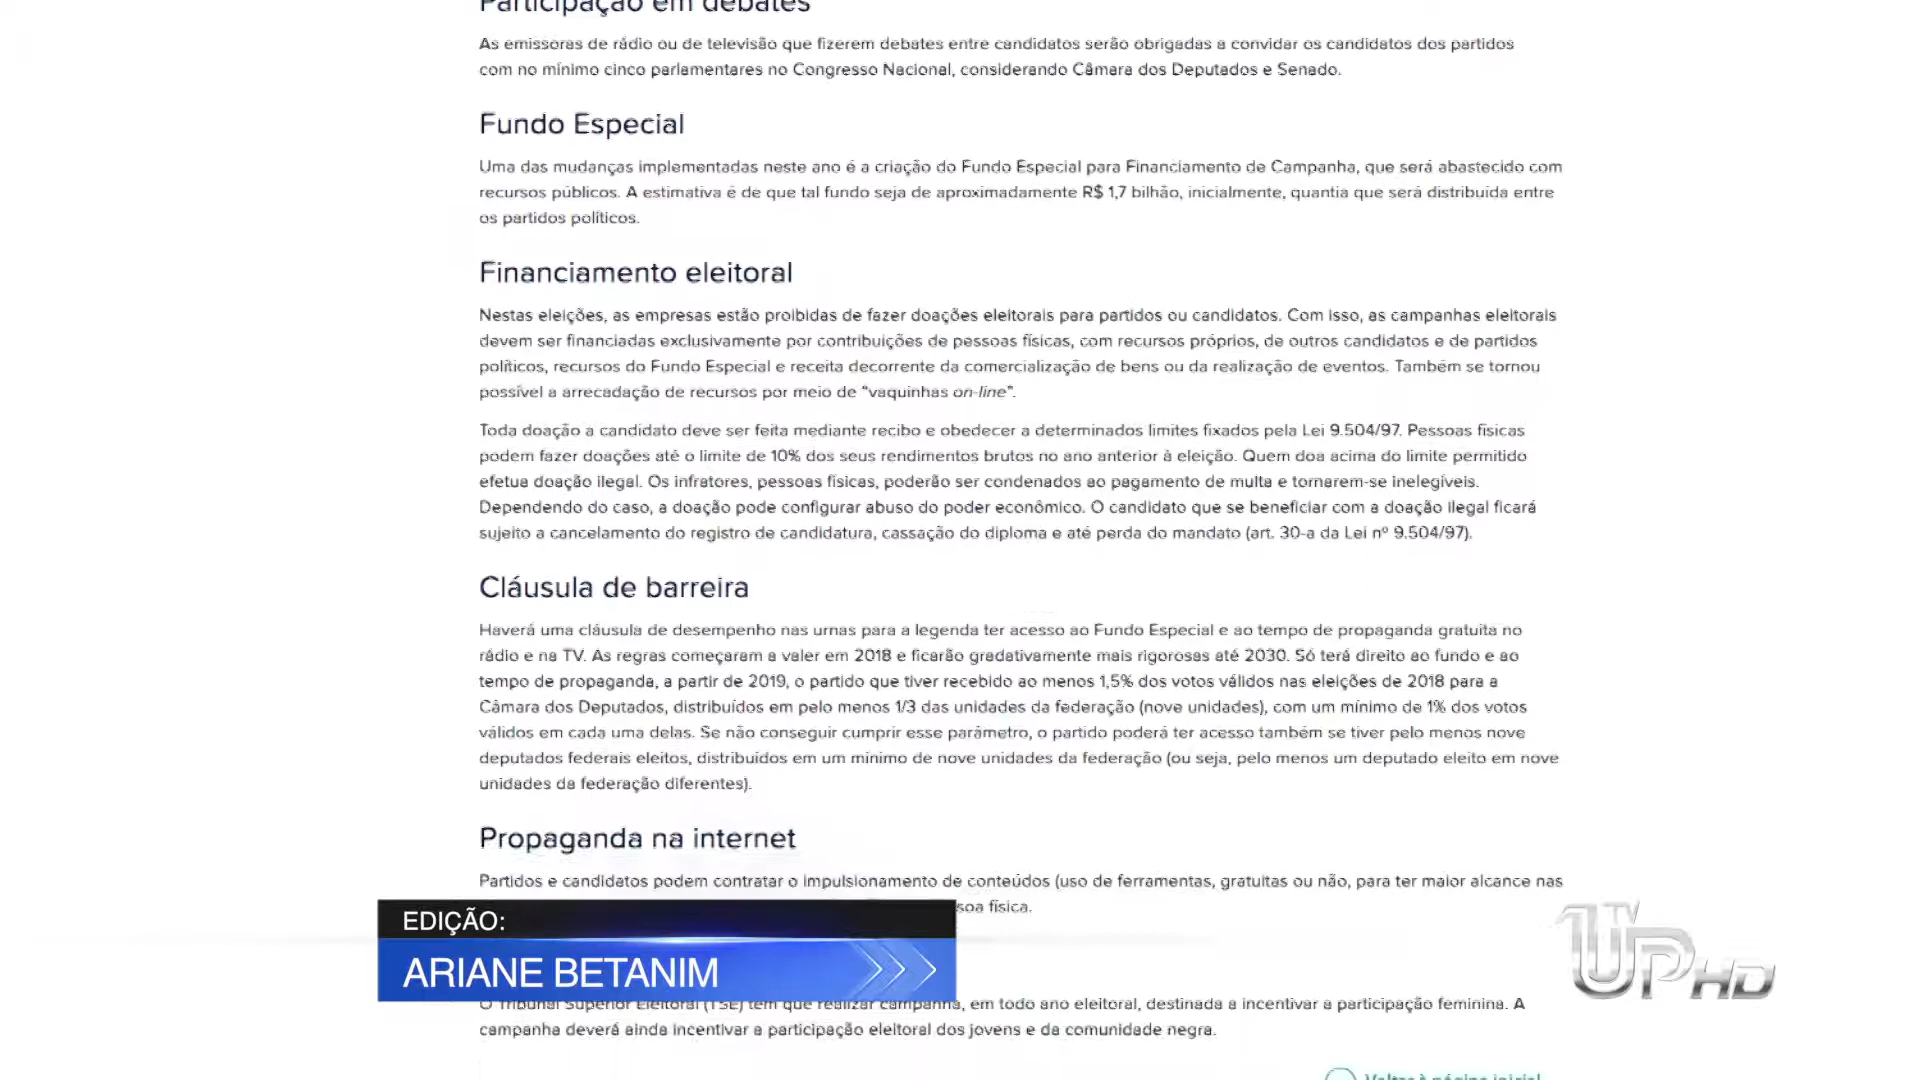 Participação em debates
As emissoras de rádio ou de televisão que fizerem debates entre candidatos serão obrigadas a convidar os candidatos dos partidos
com no mínimo cinco parlamentares no Congresso Nacional, considerando Câmara dos Deputados e Senado.
Fundo Especial
Uma das mudanças implementadas neste ano é a criação do Fundo Especial para Financiamento de Campanha, que será abastecido com
recursos públicos. A estimativa é de que tal fundo seja de aproximadamente R$ 1,7 bilhão, inicialmente, quantia que será distribuída entre
os partidos políticos.
Financiamento eleitoral
Nestas eleições, as empresas estão proibidas de fazer doações eleitorais para partidos ou candidatos. Com isso, as campanhas eleitorais
devem ser financiadas exclusivamente por contribuições de pessoas físicas, com recursos próprios, de outros candidatos e de partidos
políticos, recursos do Fundo Especial e receita decorrente da comercialização de bens ou da realização de eventos. Também se tornou
possível a arrecadação de recursos por meio de “vaquinhas on-line”.
Toda doação a candidato deve ser feita mediante recibo e obedecer a determinados limites fixados pela Lei 9.504/97. Pessoas físicas
podem fazer doações até o limite de 10% dos seus rendimentos brutos no ano anterior à eleição. Quem doa acima do limite permitido
efetua doação ilegal. Os infratores, pessoas físicas, poderão ser condenados ao pagamento de multa e tornarem-se inelegíveis.
Dependendo do caso, a doação pode configurar abuso do poder econômico. O candidato que se beneficiar com a doação ilegal ficará
sujeito a cancelamento do registro de candidatura, cassação do diploma e até perda do mandato (art. 30-a da Lei nº 9.504/97).
Cláusula de barreira
Haverá uma cláusula de desempenho nas urnas para a legenda ter acesso ao Fundo Especial e ao tempo de propaganda gratuita no
rádio e na TV. As regras começaram a valer em 2018 e ficarão gradativamente mais rigorosas até 2030. Só terá direito ao fundo e ao
tempo de propaganda, a partir de 2019, o partido que tiver recebido ao menos 1,5% dos votos válidos nas eleições de 2018 para a
Câmara dos Deputados, distribuídos em pelo menos 1/3 das unidades da federação (nove unidades), com um mínimo de 1% dos votos
válidos em cada uma delas. Se não conseguir cumprir esse parâmetro, o partido poderá ter acesso também se tiver pelo menos nove
deputados federais eleitos, distribuídos em um mínimo de nove unidades da federação (ou seja, pelo menos um deputado eleito em nove
unidades da federação diferentes).
Propaganda na internet
Partidos e candidatos podem contratar o impulsionamento de conteúdos (uso de ferramentas, gratuitas ou não, para ter maior alcance nas
soa física.
EDIÇÃO:
ARIANE BETANIM
TV UP HD
O Tribunal Superior Eleitoral (TSE) tem que realizar campanha, em todo ano eleitoral, destinada a incentivar a participação feminina. A
campanha deverá ainda incentivar a participação eleitoral dos jovens e da comunidade negra.
Voltar à página inicial